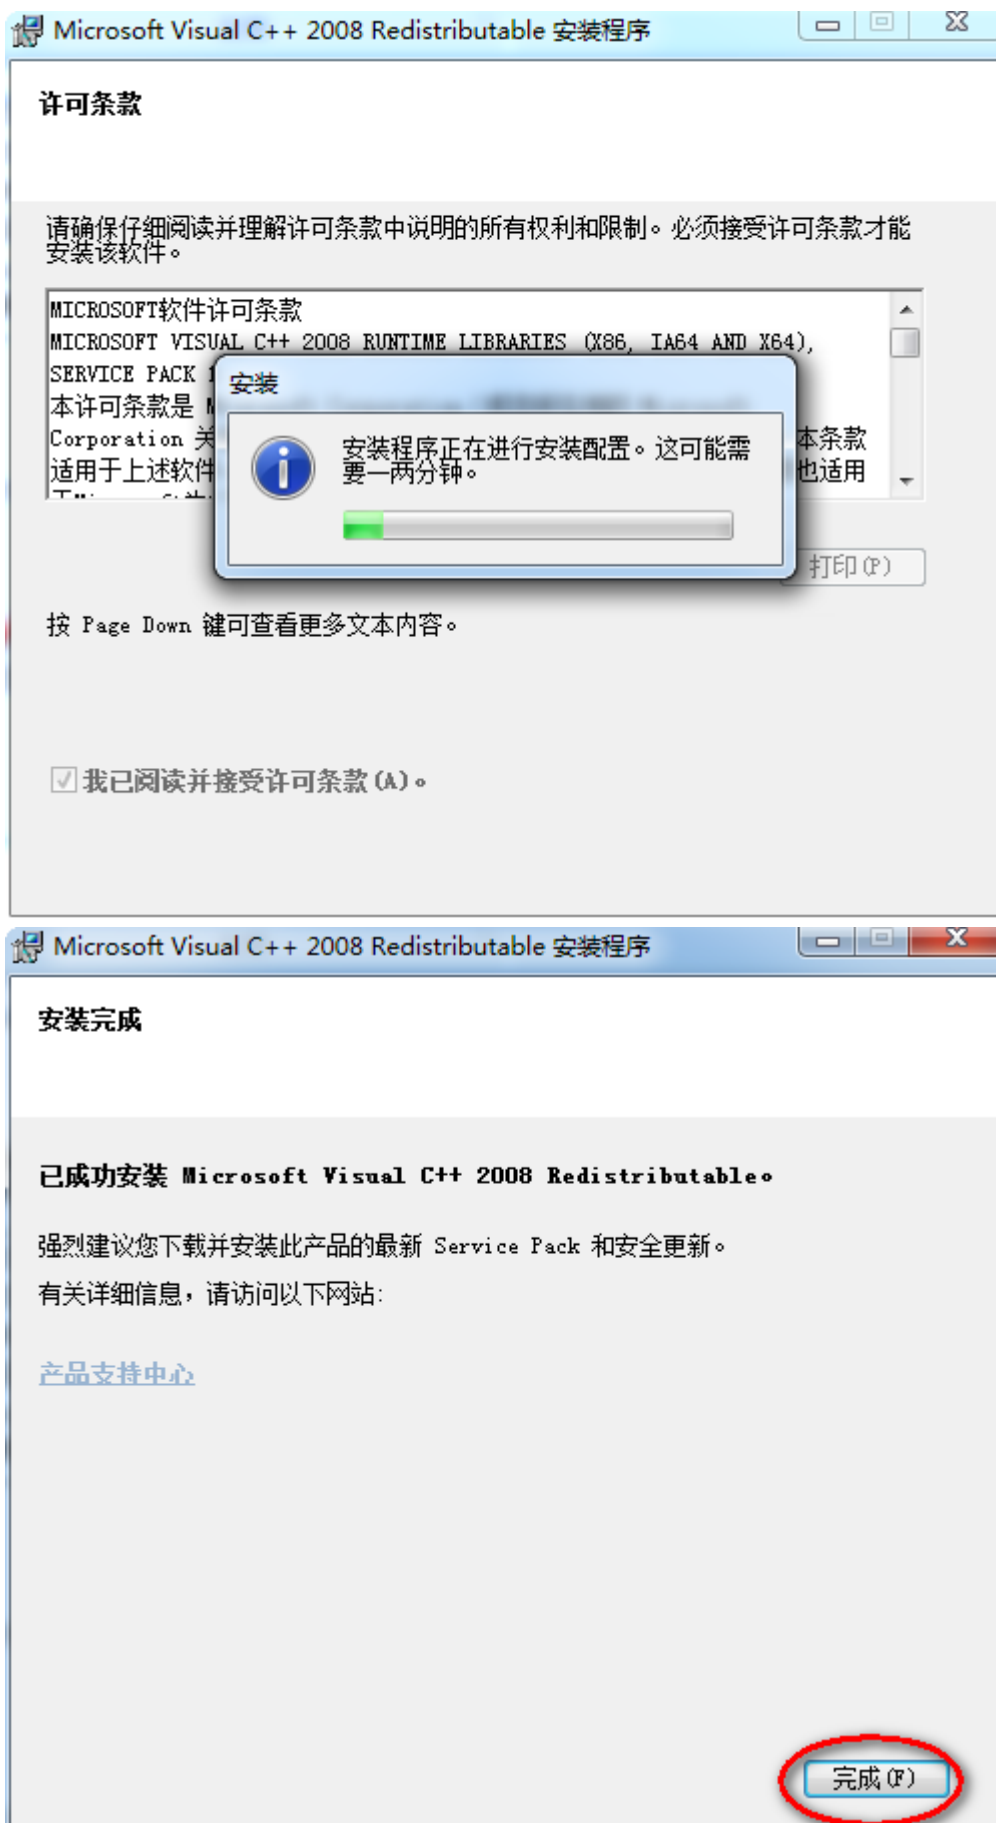 Microsoft Visual C++ 2008 Redistributable 安装程序
许可条款
请确保仔细阅读并理解许可条款中说明的所有权利和限制。必须接受许可条款才能
安装该软件。
MICROSOFT软件许可条款
MICROSOFT VISUAL C++ 2008 RUNTIME LIBRARIES (X86, IA64 AND X64),
SERVICE PACK
本许可条款是
Corporation 关 本条款
适用于上述软件 也适用
安装
安装程序正在进行安装配置。这可能需
要一两分钟。
打印(P)
按 Page Down 键可查看更多文本内容。
我已阅读并接受许可条款(A)。
Microsoft Visual C++ 2008 Redistributable 安装程序
安装完成
已成功安装 Microsoft Visual C++ 2008 Redistributable。
强烈建议您下载并安装此产品的最新 Service Pack 和安全更新。
有关详细信息，请访问以下网站:
产品支持中心
完成(F)